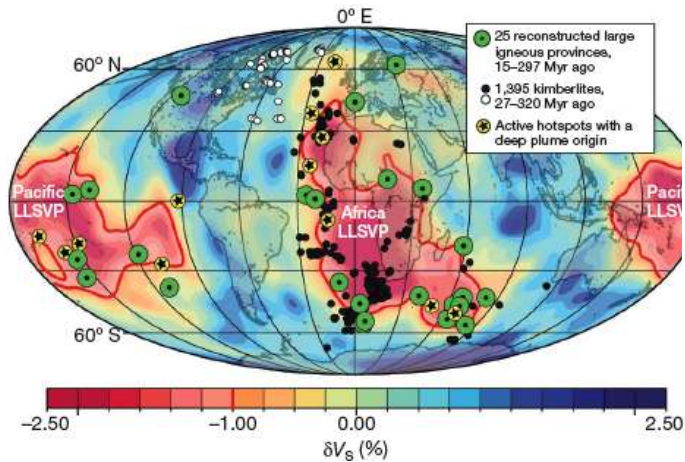 0° E
60° N
25 reconstructed large
igneous provinces,
15–297 Myr ago
1,395 kimberlites,
27–320 Myr ago
Active hotspots with a
deep plume origin
Pacific
LLSVP
Africa
LLSVP
Pacif
LLSV
60° S
−2.50
−1.00
0.00
2.50
δVs (%)